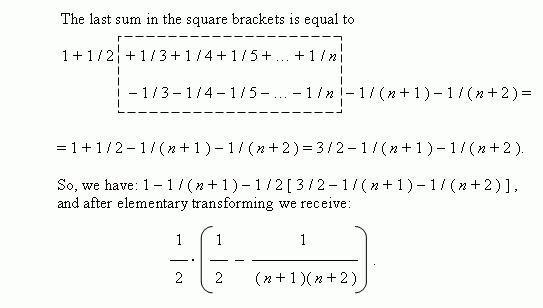 The last sum in the square brackets is equal to
1 + 1 / 2 + 1 / 3 + 1 / 4 + 1 / 5 + ... + 1 / n
– 1 / 3 – 1 / 4 – 1 / 5 – ... – 1 / n – 1 / ( n + 1 ) – 1 / ( n + 2 ) =
= 1 + 1 / 2 – 1 / ( n + 1 ) – 1 / ( n + 2 ) = 3 / 2 – 1 / ( n + 1 ) – 1 / ( n + 2 ).
So, we have: 1 – 1 / ( n + 1 ) – 1 / 2 [ 3 / 2 – 1 / ( n + 1 ) – 1 / ( n + 2 ) ] ,
and after elementary transforming we receive:
1 1 1
— · ( — – ————— ) .
2 2 ( n + 1 ) ( n + 2 )